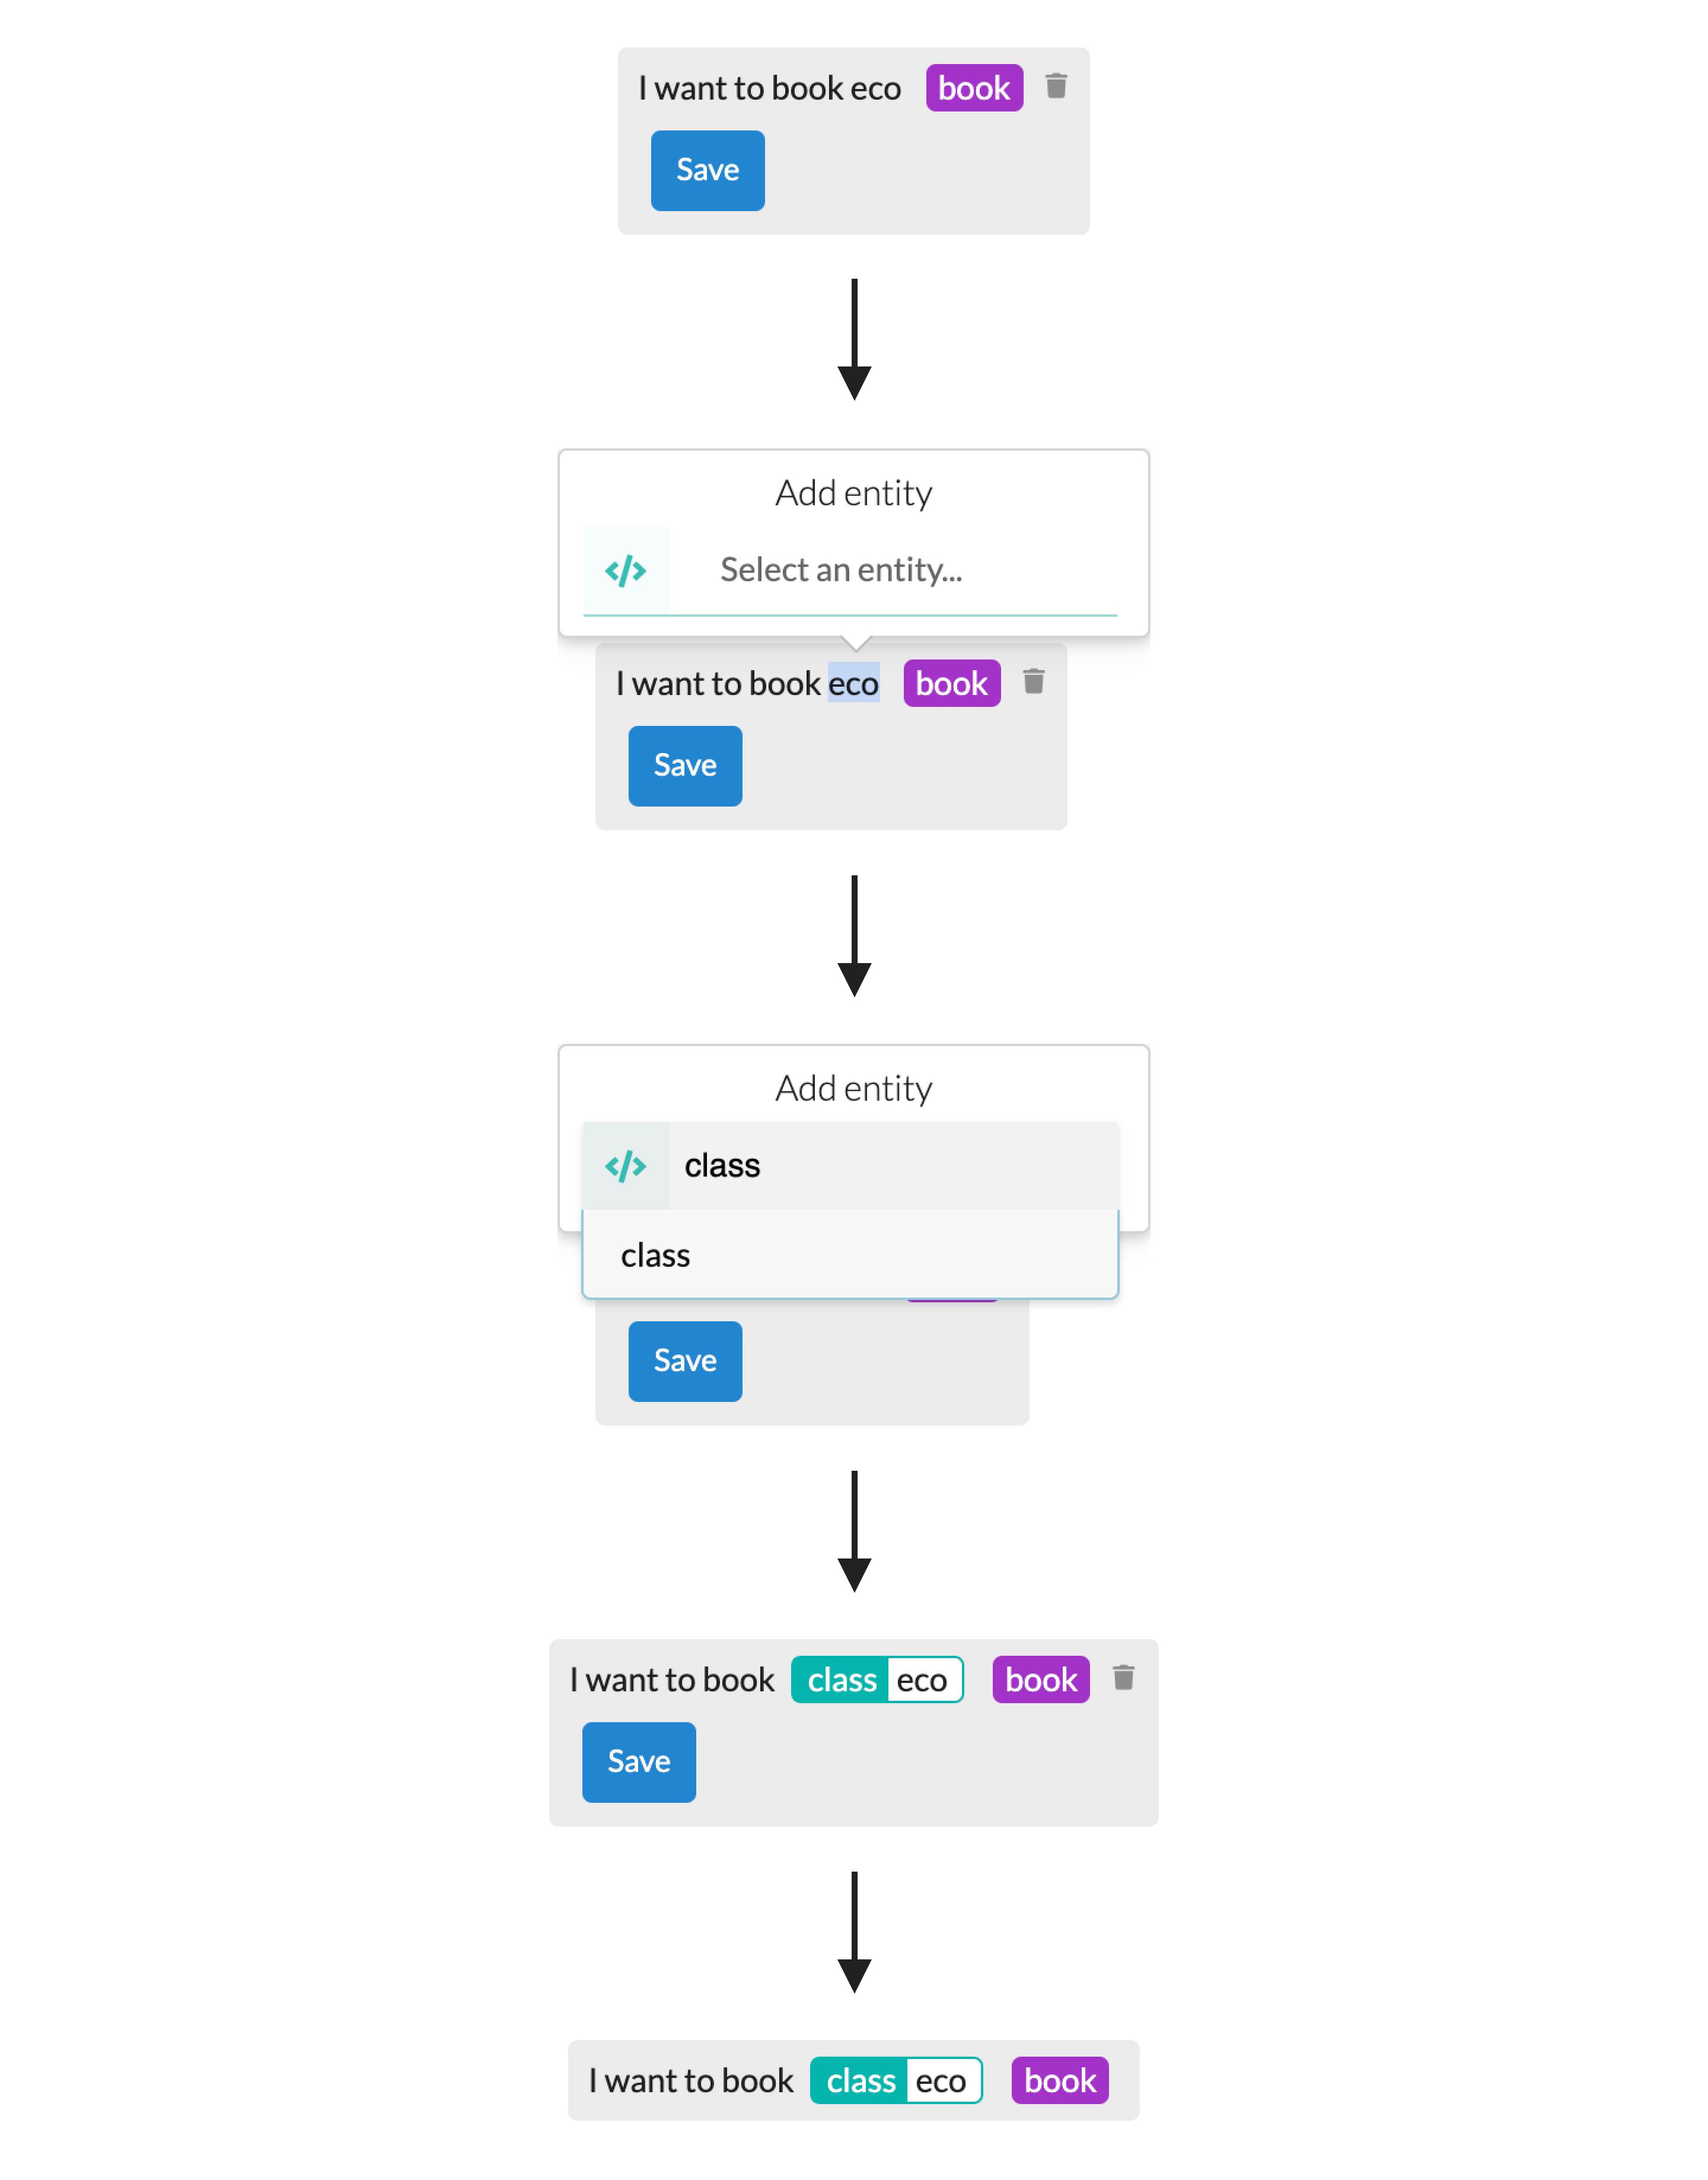 I want to book eco book
Save
Add entity
</> Select an entity...
I want to book eco book
Save
Add entity
</> class
class
Save
I want to book class eco book
Save
I want to book class eco book